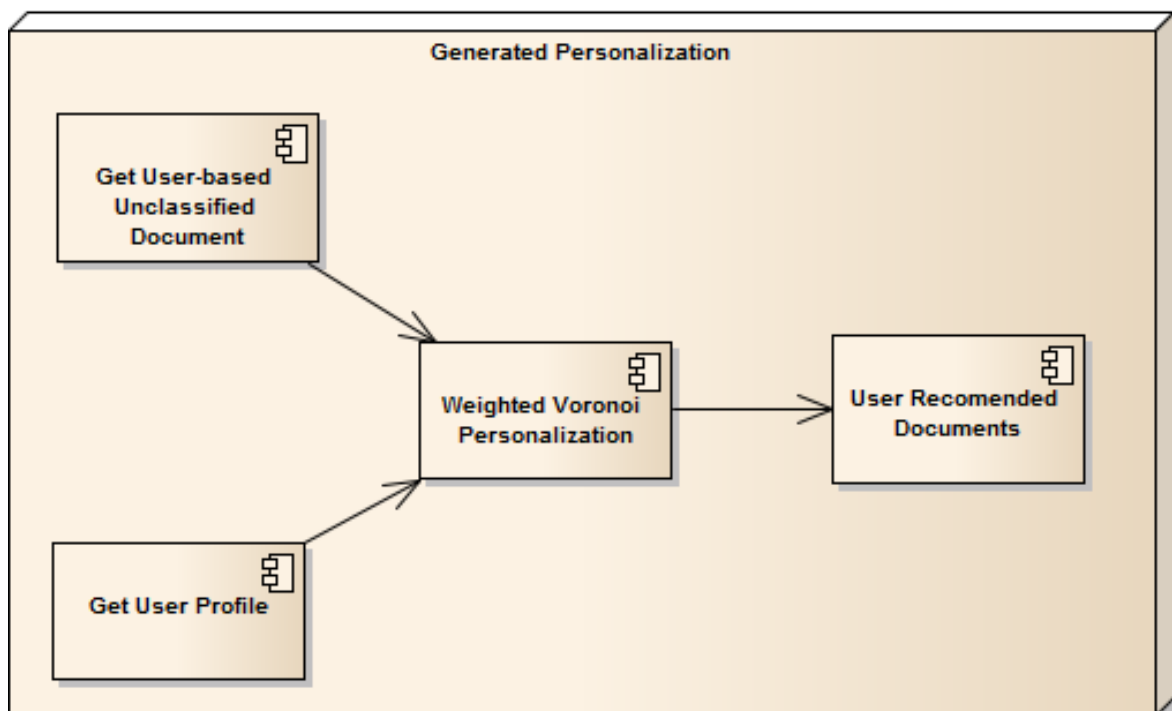 Generated Personalization
Get User-based
Unclassified
Document
Weighted Voronoi
Personalization
User Recomended
Documents
Get User Profile